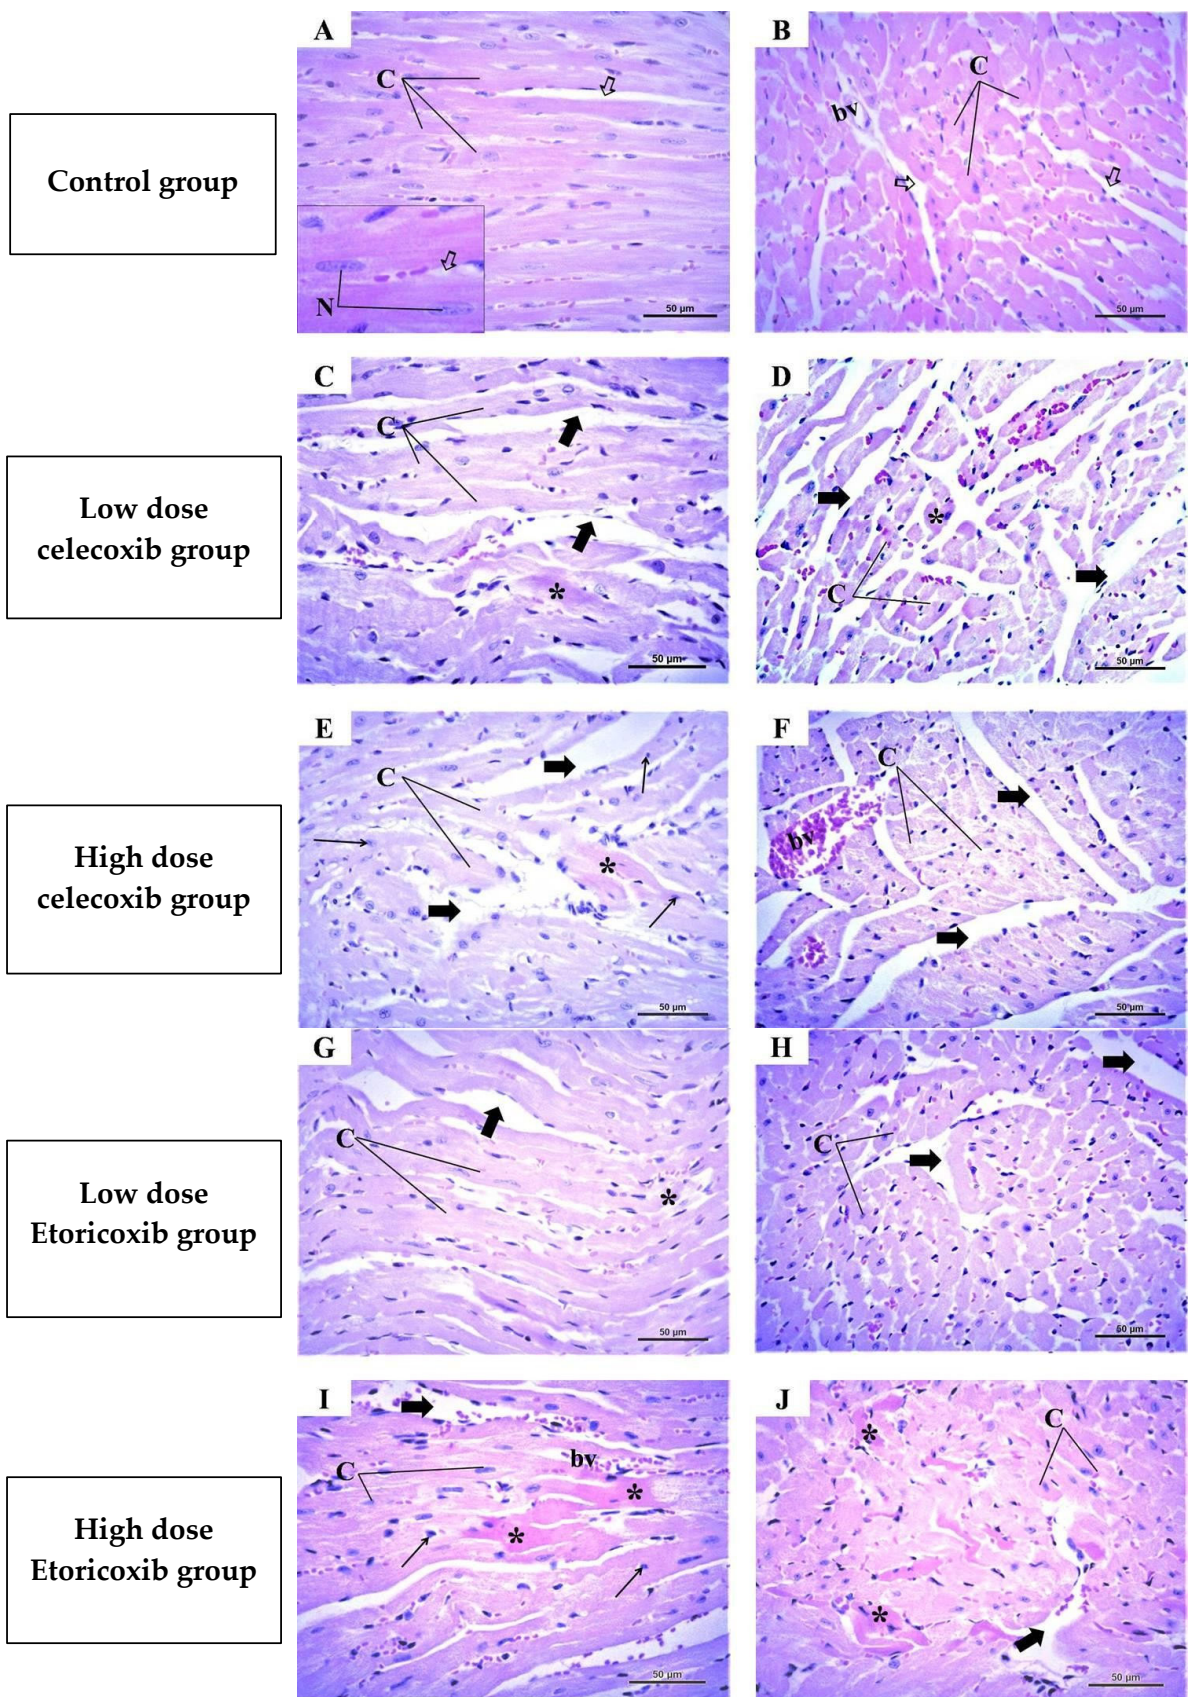 A
B
C
C
bv
Control group
N
50 µm
50 µm
C
D
C
*
Low dose
celecoxib group
*
C
50 µm
50 µm
E
F
C
C
bv
*
High dose
celecoxib group
50 µm
50 µm
G
H
C
C
*
Low dose
Etoricoxib group
50 µm
50 µm
I
J
C
*
bv
C
*
*
High dose
Etoricoxib group
*
50 µm
50 µm